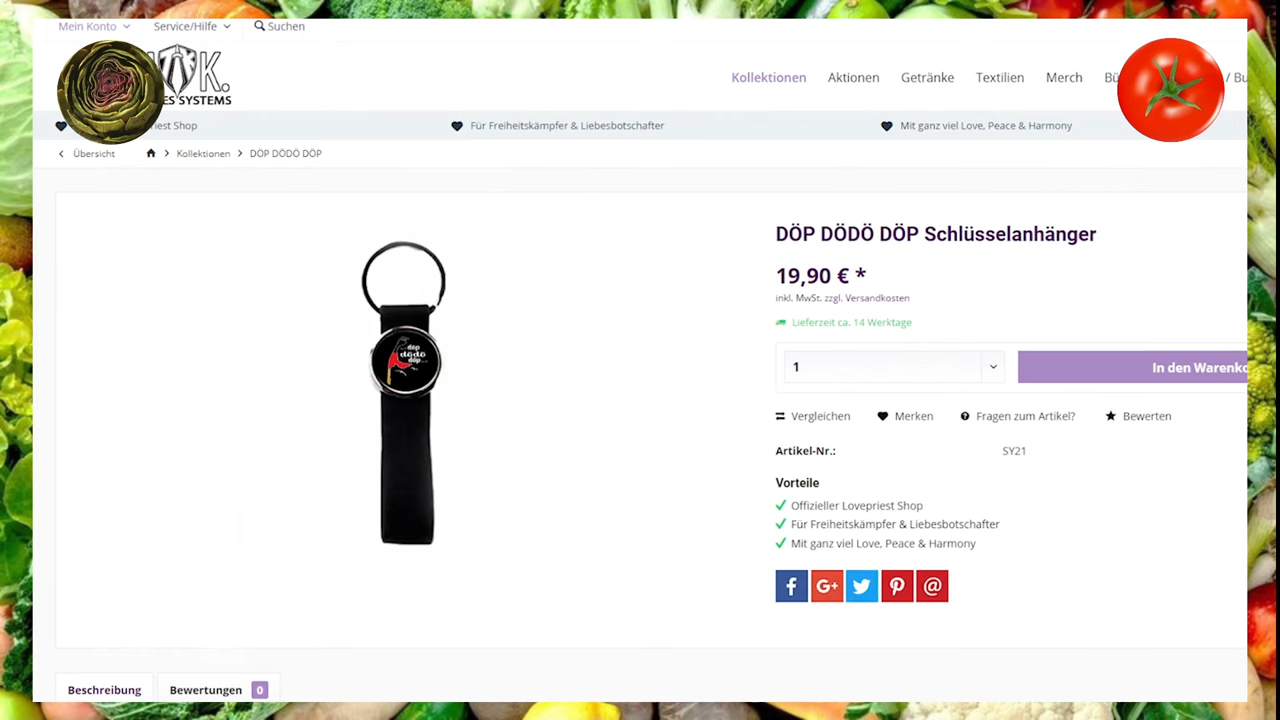 Mein Konto
Service/Hilfe
Suchen
K.
ES SYSTEMS
Kollektionen
Aktionen
Getränke
Textilien
Merch
priest Shop
Für Freiheitskämpfer & Liebesbotschafter
Mit ganz viel Love, Peace & Harmony
Übersicht
Kollektionen
DÖP DÖDÖ DÖP
döp
dödö
döp...
DÖP DÖDÖ DÖP Schlüsselanhänger
19,90 € *
inkl. MwSt. zzgl. Versandkosten
Lieferzeit ca. 14 Werktage
1
In den Warenko
Vergleichen
Merken
Fragen zum Artikel?
Bewerten
Artikel-Nr.:
SY21
Vorteile
Offizieller Lovepriest Shop
Für Freiheitskämpfer & Liebesbotschafter
Mit ganz viel Love, Peace & Harmony
Beschreibung
Bewertungen 0